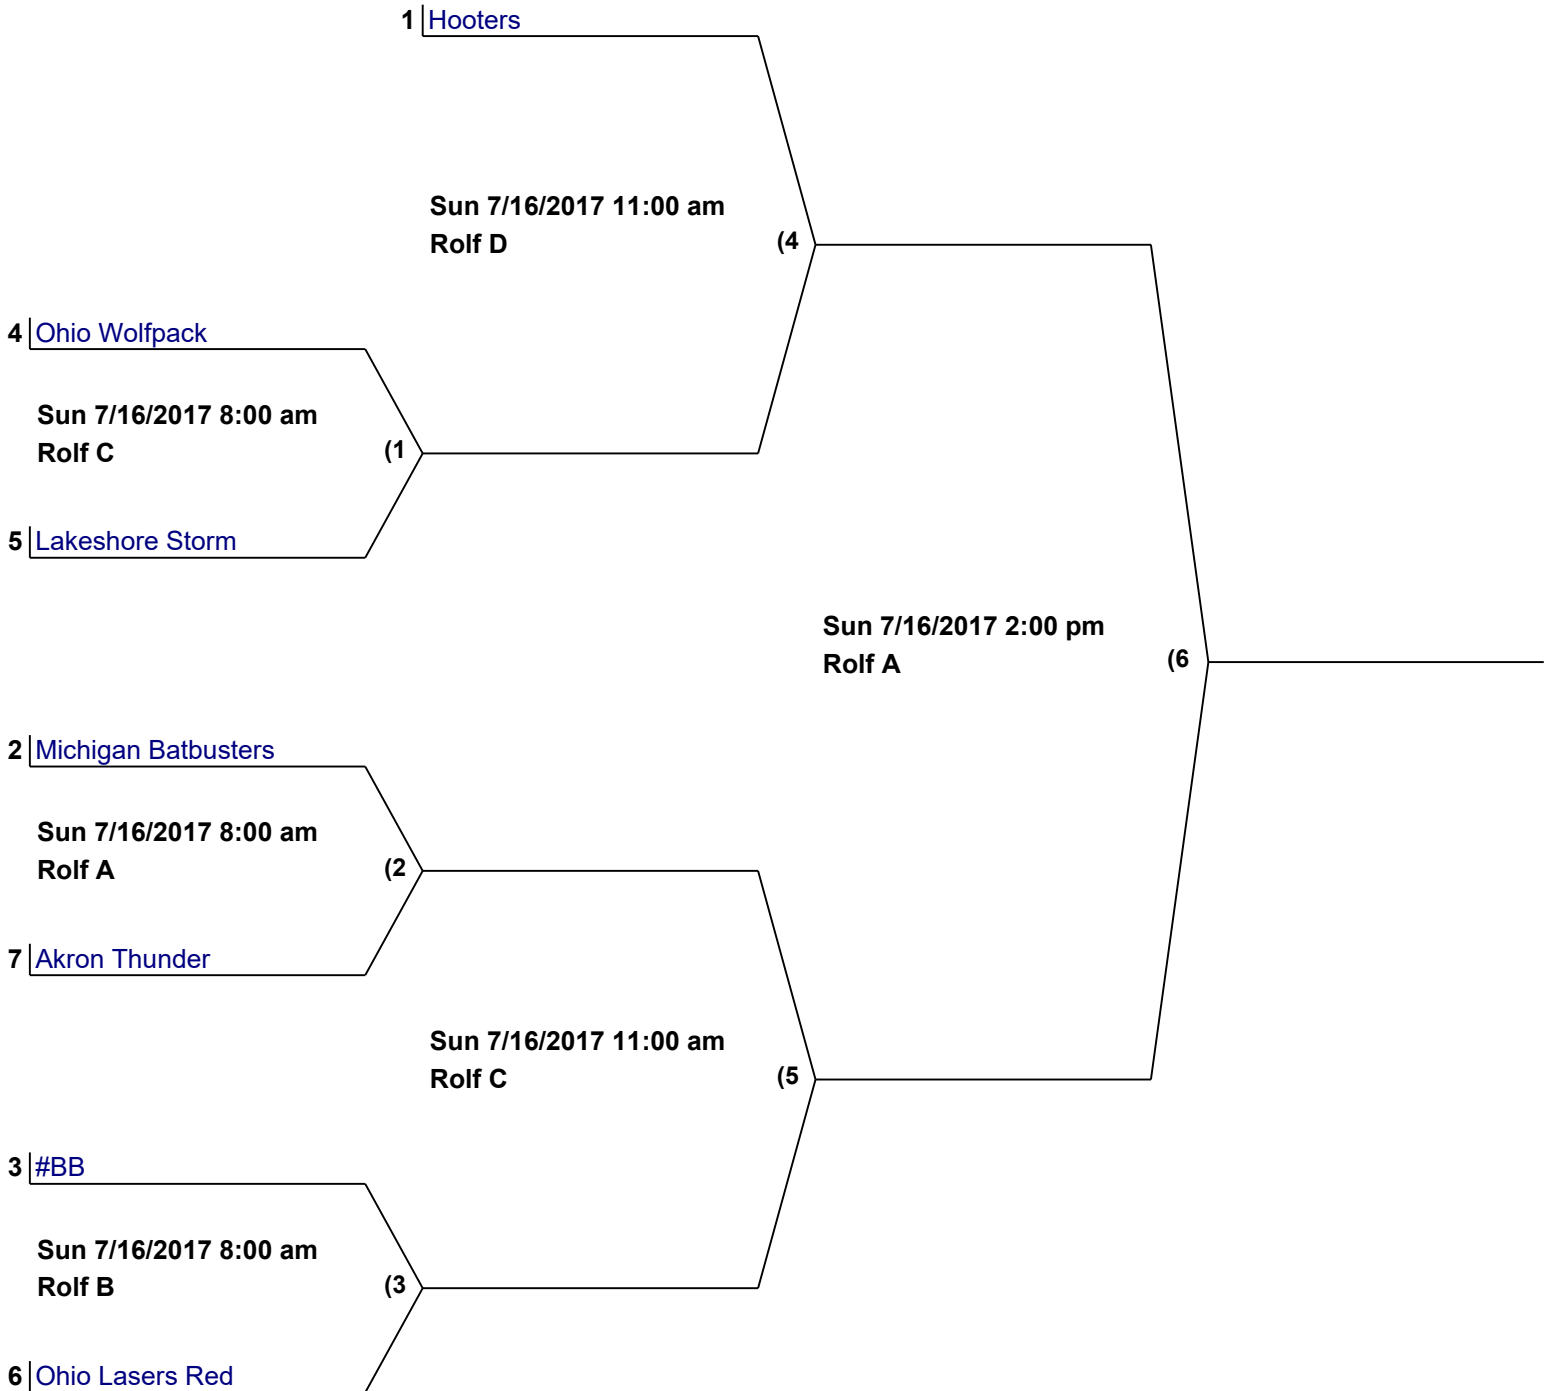 1 Hooters
Sun 7/16/2017 11:00 am
Rolf D
(4
4 Ohio Wolfpack
Sun 7/16/2017 8:00 am
Rolf C
(1
5 Lakeshore Storm
Sun 7/16/2017 2:00 pm
Rolf A
(6
2 Michigan Batbusters
Sun 7/16/2017 8:00 am
Rolf A
(2
7 Akron Thunder
Sun 7/16/2017 11:00 am
Rolf C
(5
3 #BB
Sun 7/16/2017 8:00 am
Rolf B
(3
6 Ohio Lasers Red